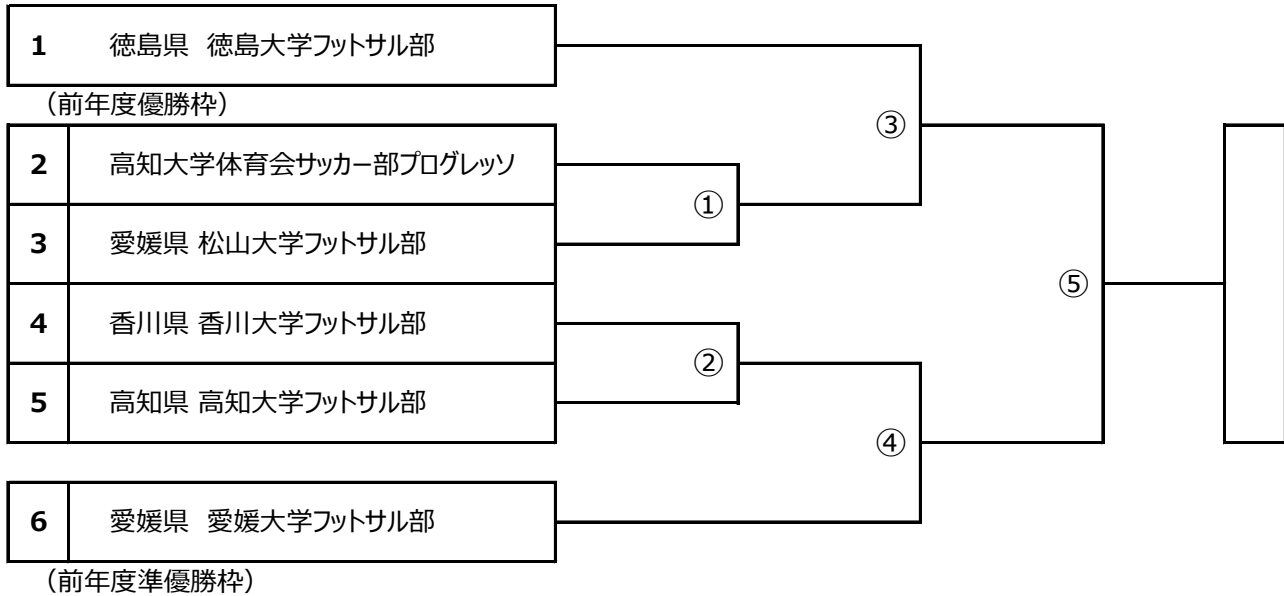 1 徳島県 徳島大学フットサル部
（前年度優勝枠）
③
2 高知大学体育会サッカー部プログレッソ
①
3 愛媛県 松山大学フットサル部
⑤
4 香川県 香川大学フットサル部
②
5 高知県 高知大学フットサル部
④
6 愛媛県 愛媛大学フットサル部
（前年度準優勝枠）